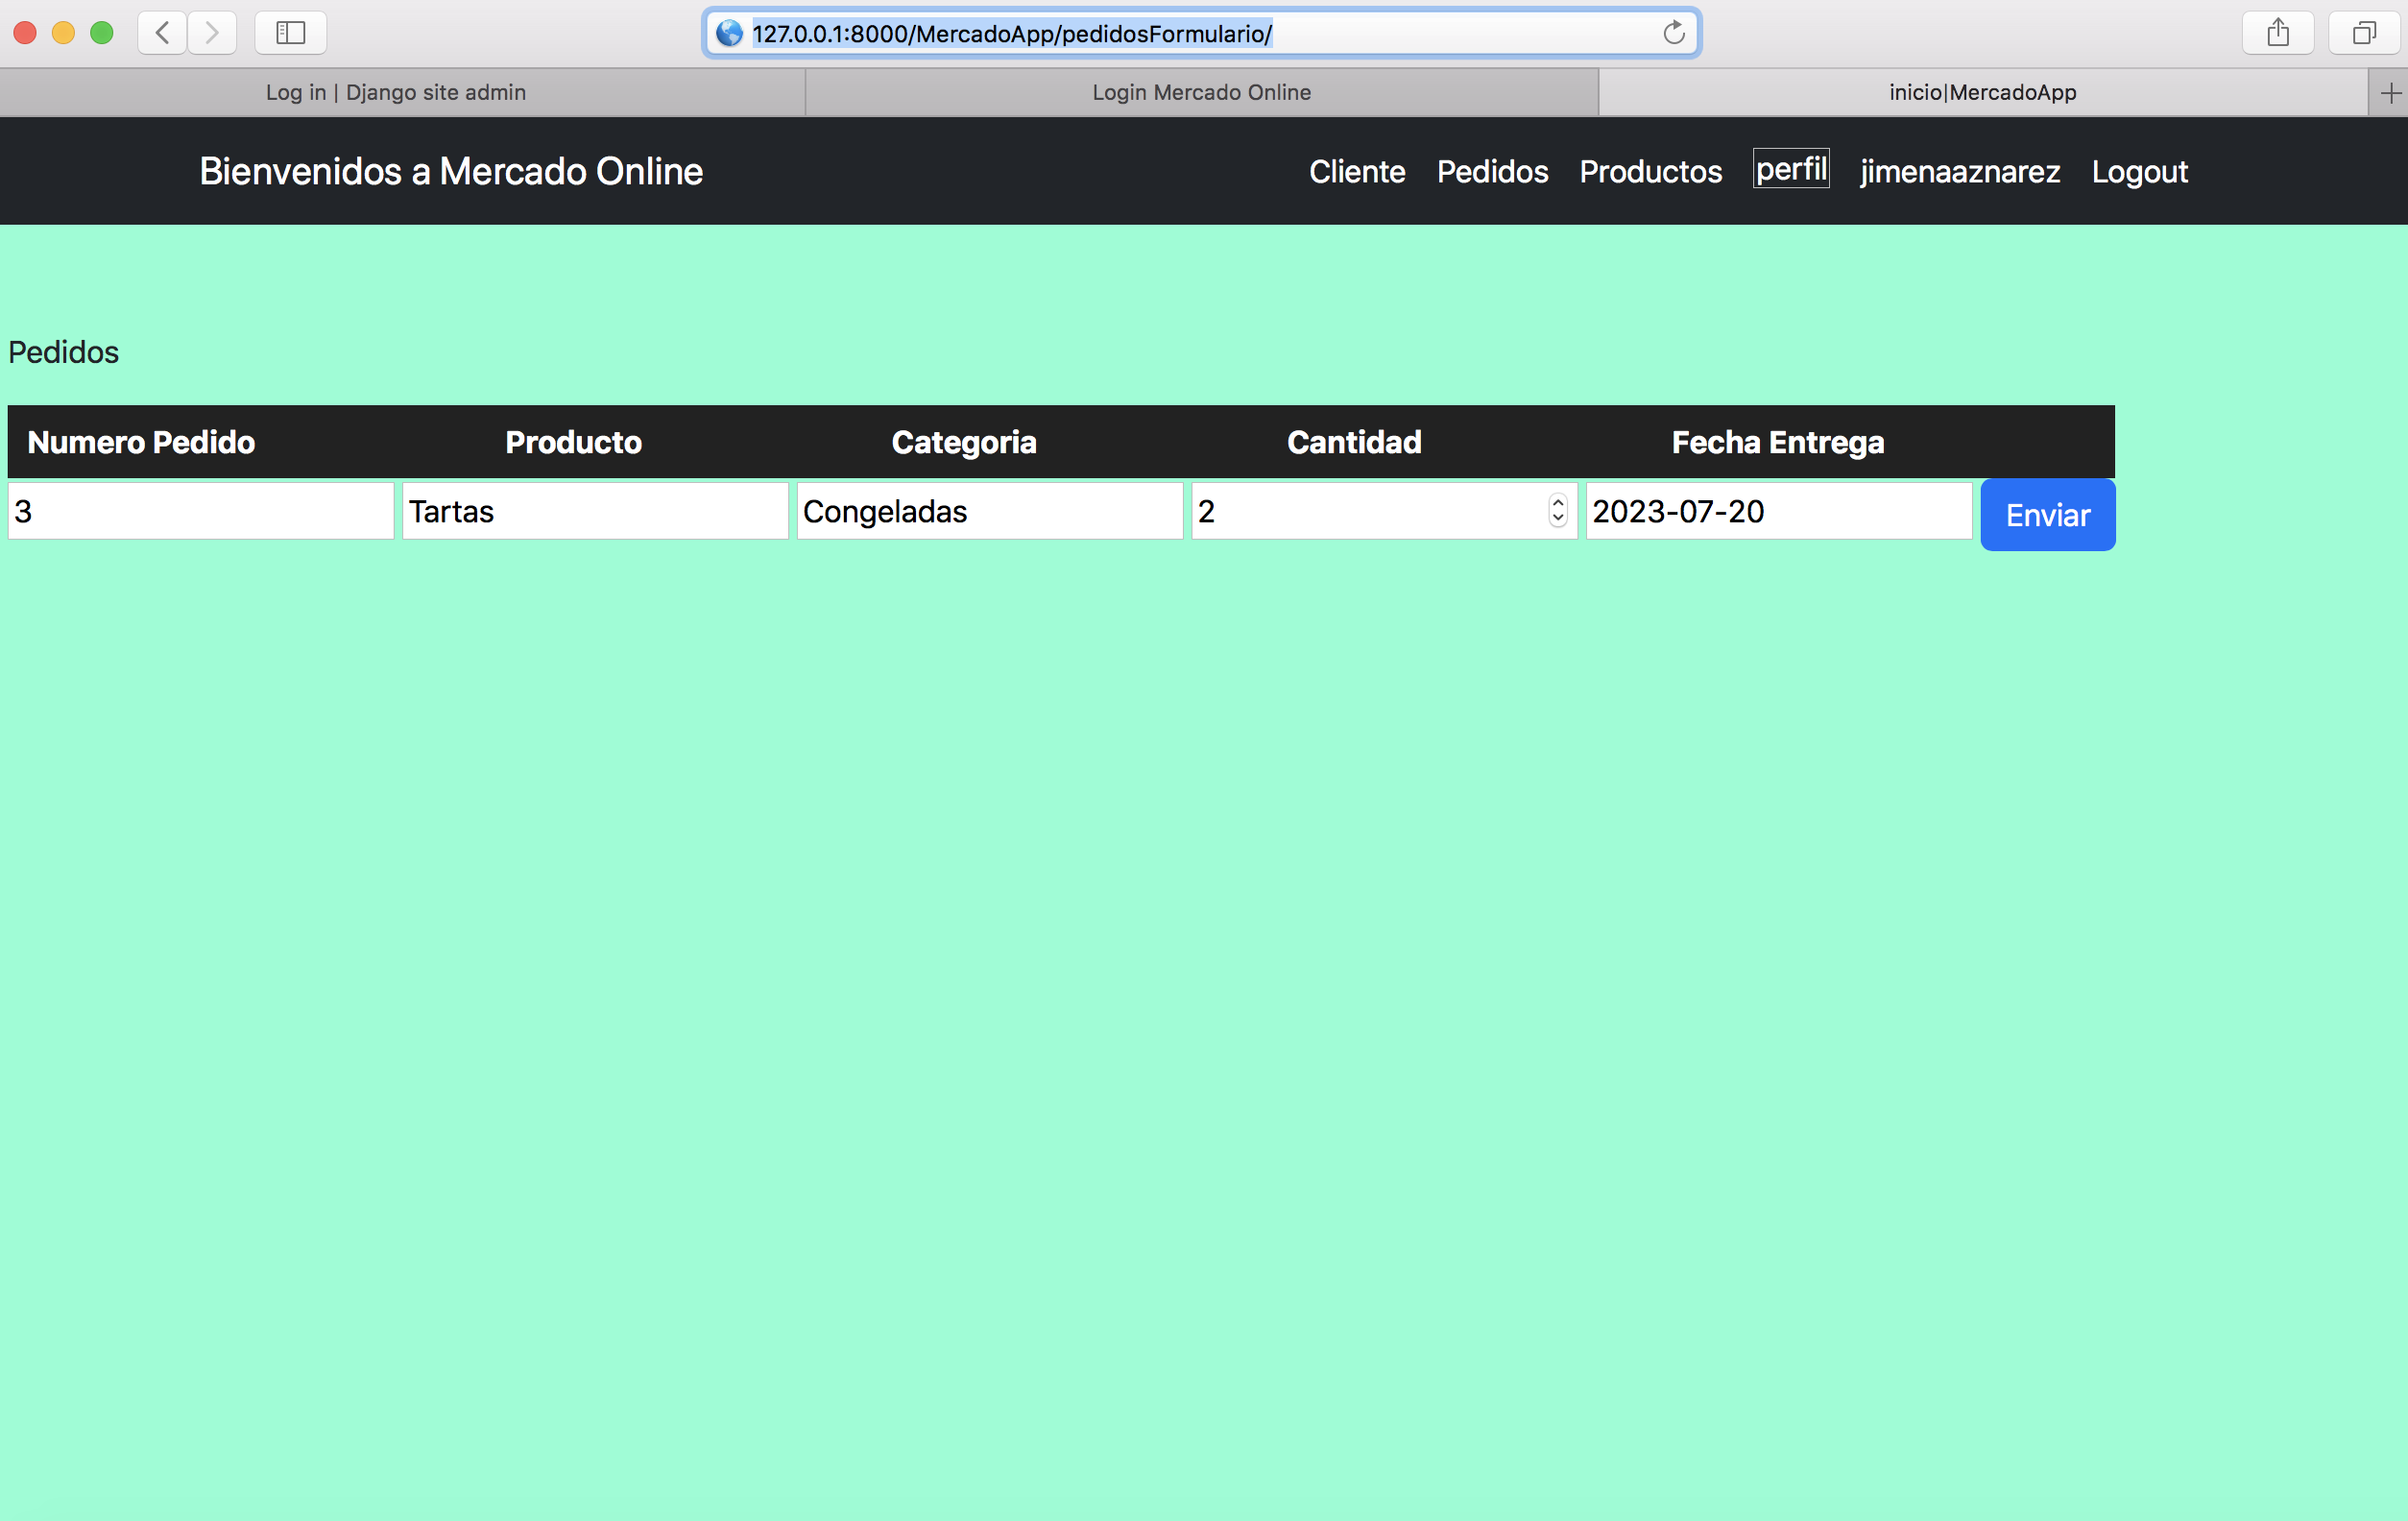 127.0.0.1:8000/MercadoApp/pedidosFormulario/
Log in | Django site admin
Login Mercado Online
inicio|MercadoApp
Bienvenidos a Mercado Online
Cliente Pedidos Productos perfil jimenaaznarez Logout
Pedidos
Numero Pedido Producto Categoria Cantidad Fecha Entrega
3 Tartas Congeladas 2 2023-07-20 Enviar